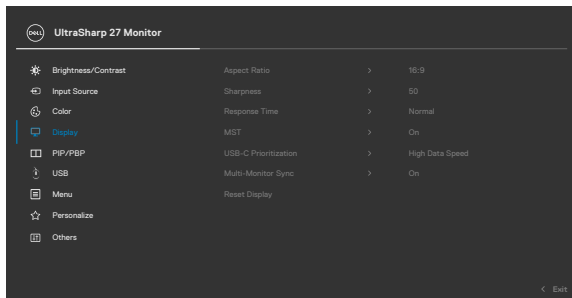 DELL UltraSharp 27 Monitor
Brightness/Contrast Aspect Ratio > 16:9
Input Source Sharpness > 50
Color Response Time > Normal
Display MST > On
PIP/PBP USB-C Prioritization > High Data Speed
USB Multi-Monitor Sync > On
Menu Reset Display
Personalize
Others
< Exit